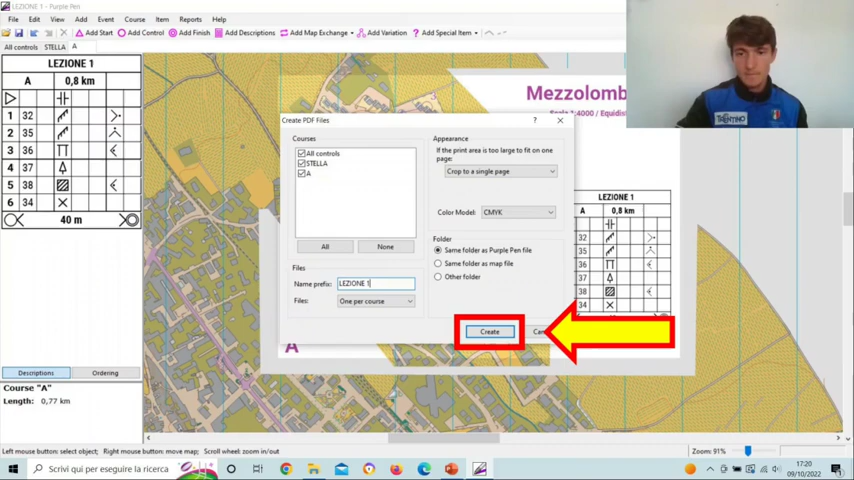 LEZIONE 1 - Purple Pen
File Edit View Add Event Course Item Reports Help
Add Start Add Control Add Finish Add Descriptions Add Map Exchange Add Variation Add Special Item
All controls STELLA A
LEZIONE 1
A 0,8 km
1 32
2 35
3 36
4 37
5 38
6 34
40 m
Descriptions Ordering
Course "A"
Length: 0,77 km
Mezzolomb
Create PDF Files
Courses
All controls
STELLA
A
All None
Files
Name prefix: LEZIONE 1
Files: One per course
Appearance
If the print area is too large to fit on one
page:
Crop to a single page
Color Model: CMYK
Folder
Same folder as Purple Pen file
Same folder as map file
Other folder
Create Can
LEZIONE 1
A 0,8 km
32
35
36
37
38
34
A
TRENTINO
Left mouse button: select object; Right mouse button: move map; Scroll wheel: zoom in/out
Zoom: 91%
Scrivi qui per eseguire la ricerca
17:20
09/10/2022